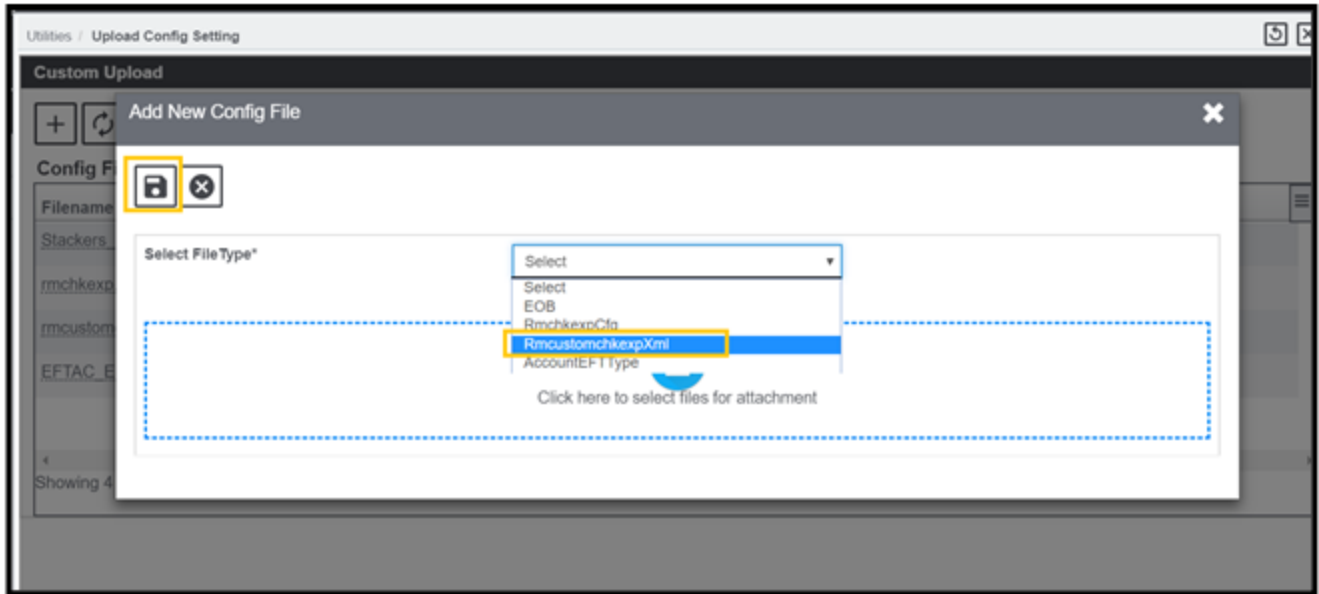 Utilities / Upload Config Setting
Custom Upload
Add New Config File
Config Fi
Filename
Select FileType*
Select
Select
EOB
RmchkexpCfg
RmcustomchkexpXml
AccountEFTType
Stackers_
rmchkexp
rmcustom
EFTAC_E
Click here to select files for attachment
Showing 4